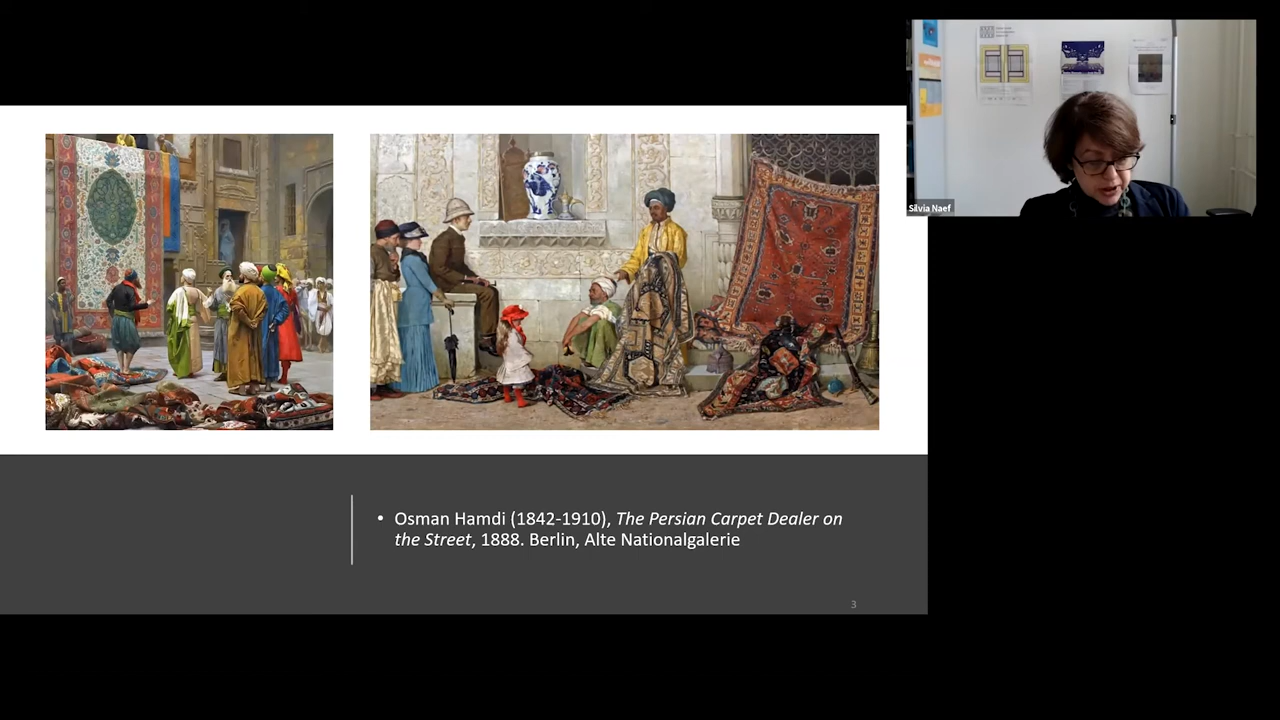 Silvia Naef
• Osman Hamdi (1842-1910), The Persian Carpet Dealer on
the Street, 1888. Berlin, Alte Nationalgalerie
3